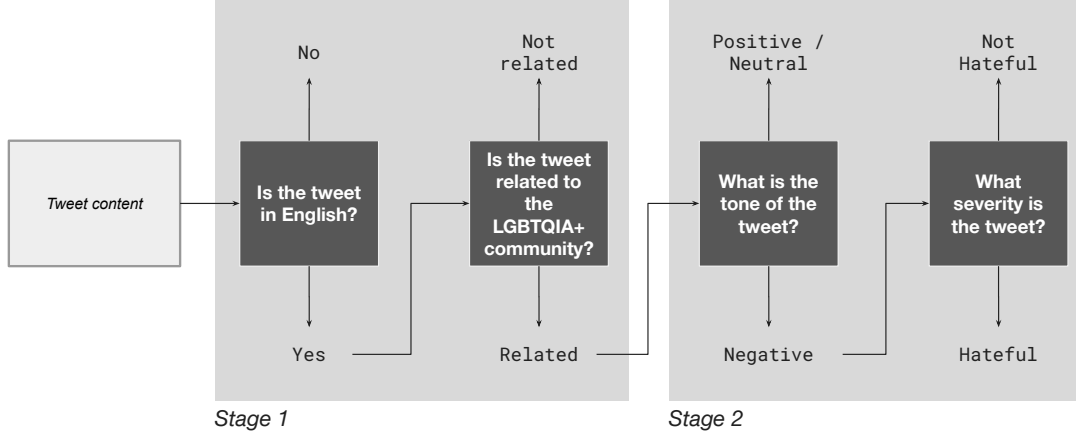 Tweet content
No
Is the tweet
in English?
Yes
Not
related
Is the tweet
related to
the
LGBTQIA+
community?
Related
Stage 1
Positive /
Neutral
What is the
tone of the
tweet?
Negative
Not
Hateful
What
severity is
the tweet?
Hateful
Stage 2